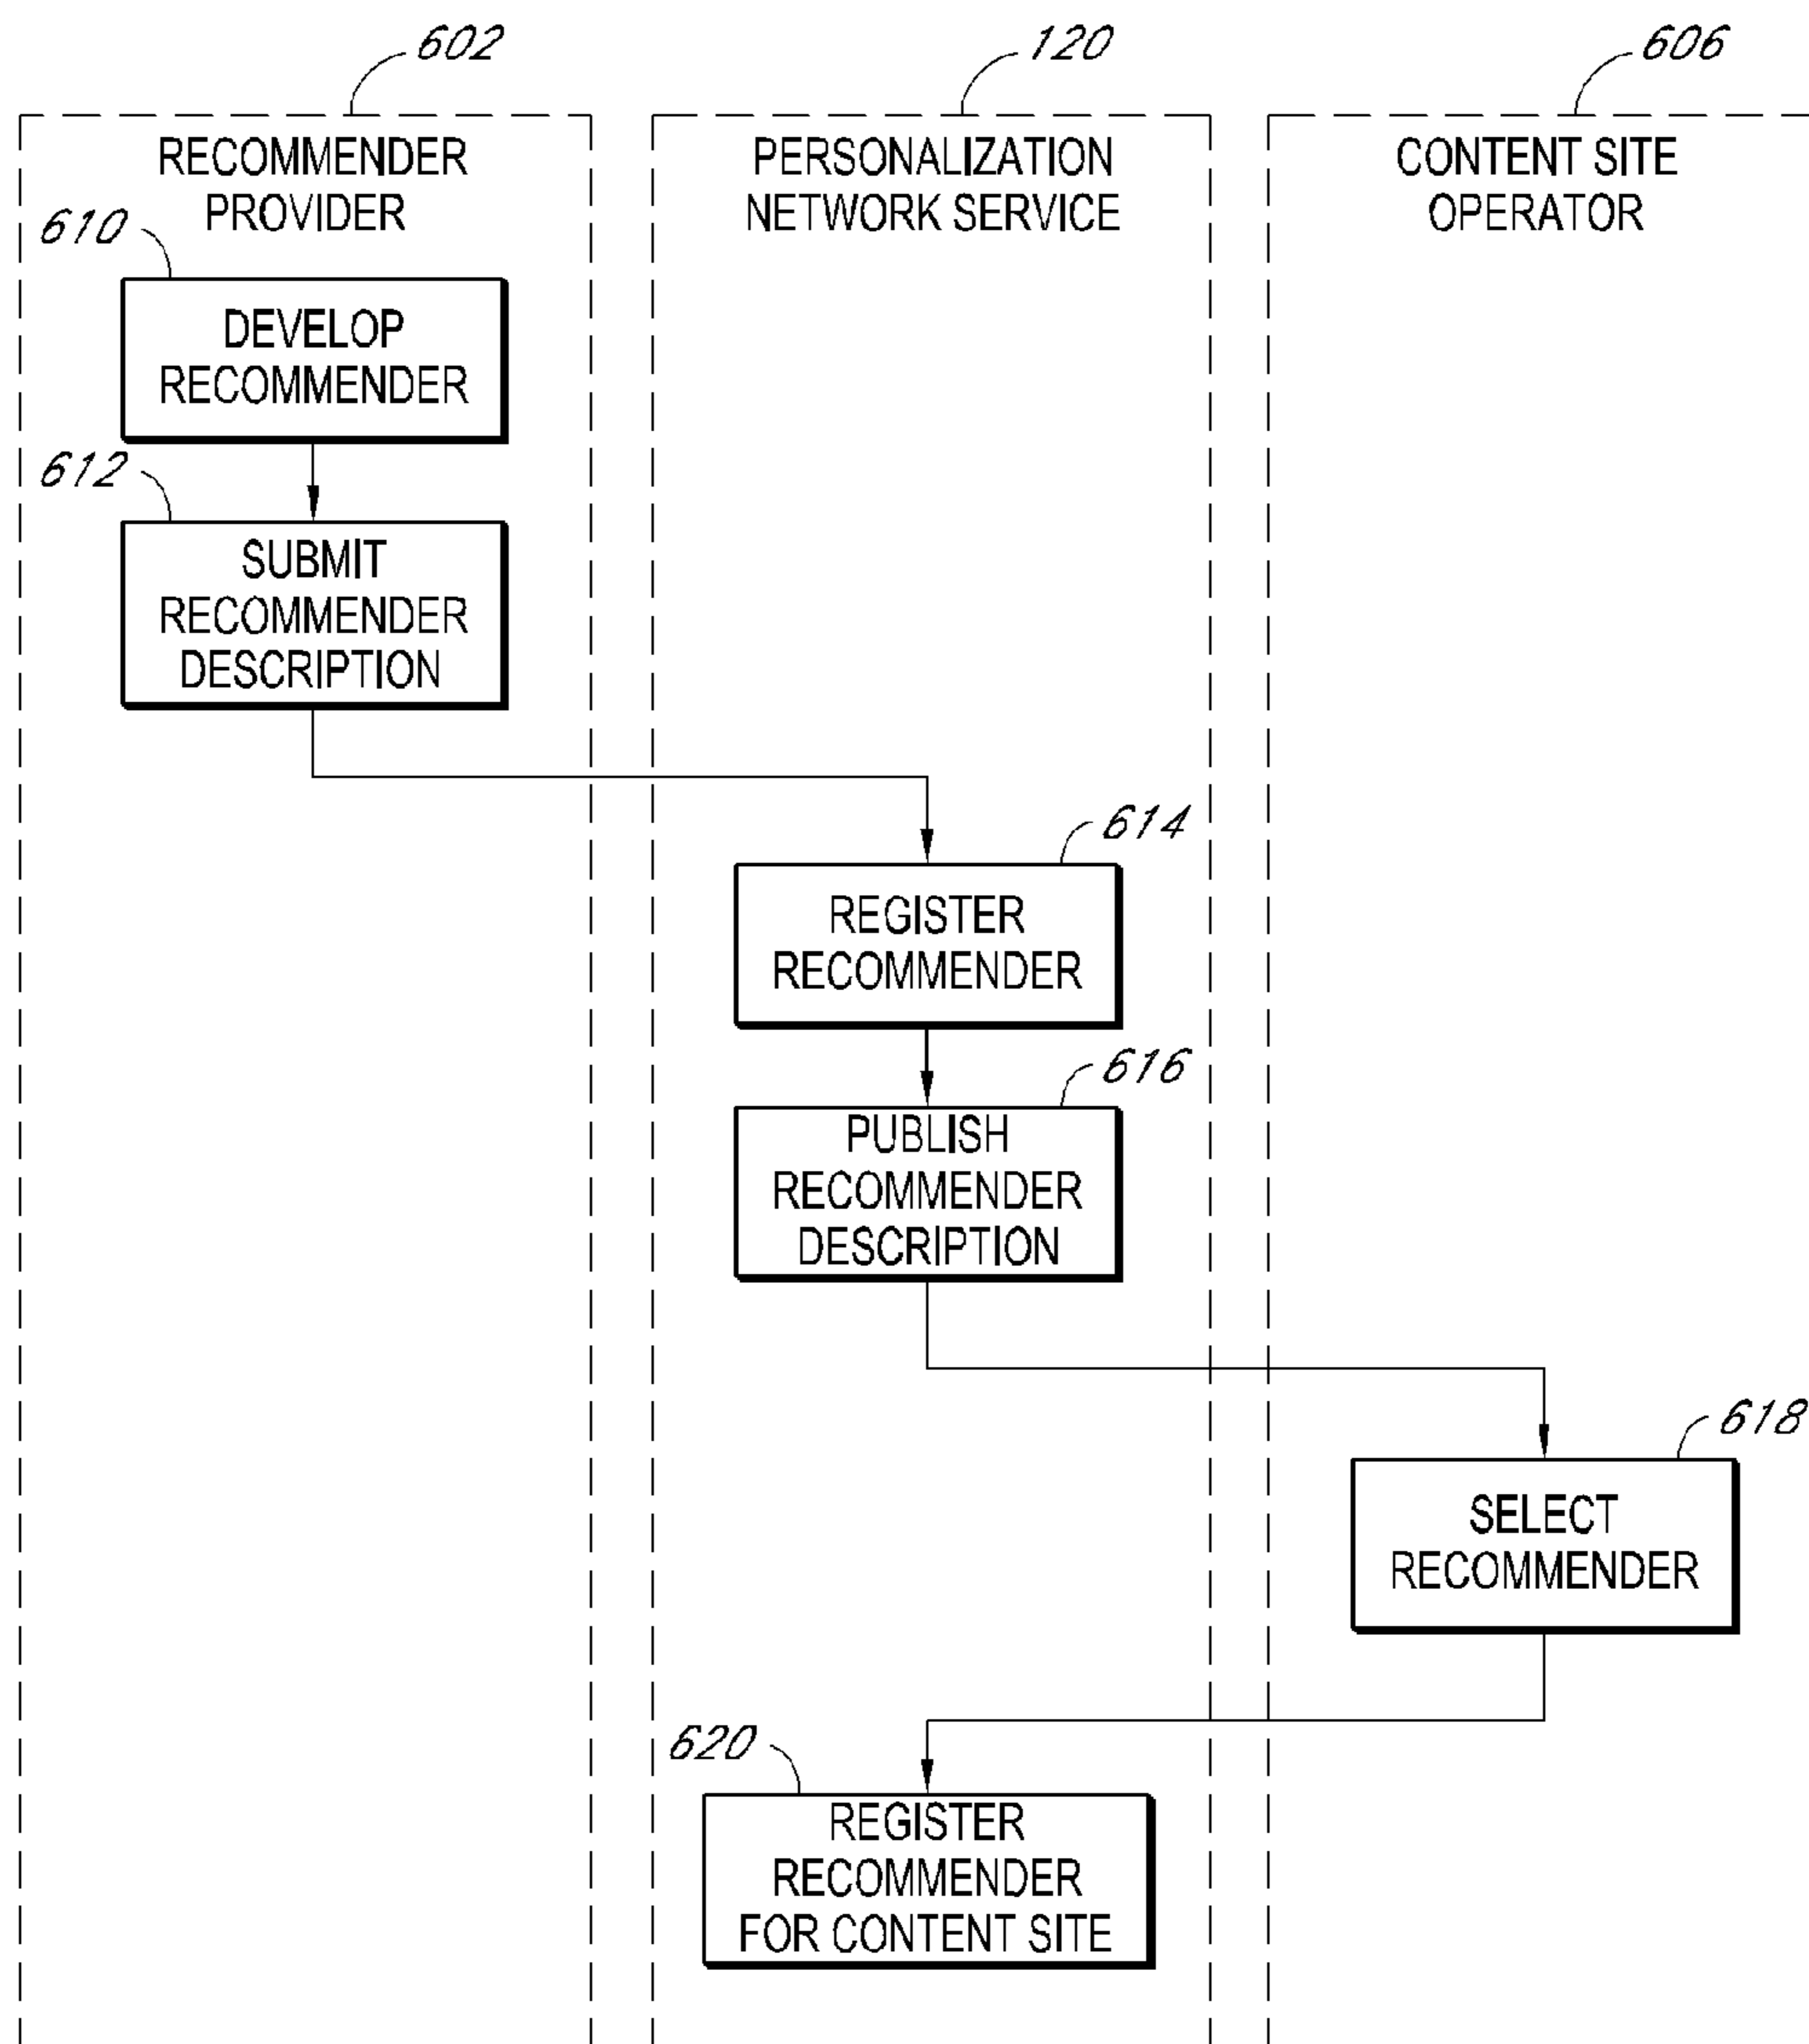 602
120
606
RECOMMENDER
PROVIDER
PERSONALIZATION
NETWORK SERVICE
CONTENT SITE
OPERATOR
610
DEVELOP
RECOMMENDER
612
SUBMIT
RECOMMENDER
DESCRIPTION
614
REGISTER
RECOMMENDER
616
PUBLISH
RECOMMENDER
DESCRIPTION
618
SELECT
RECOMMENDER
620
REGISTER
RECOMMENDER
FOR CONTENT SITE